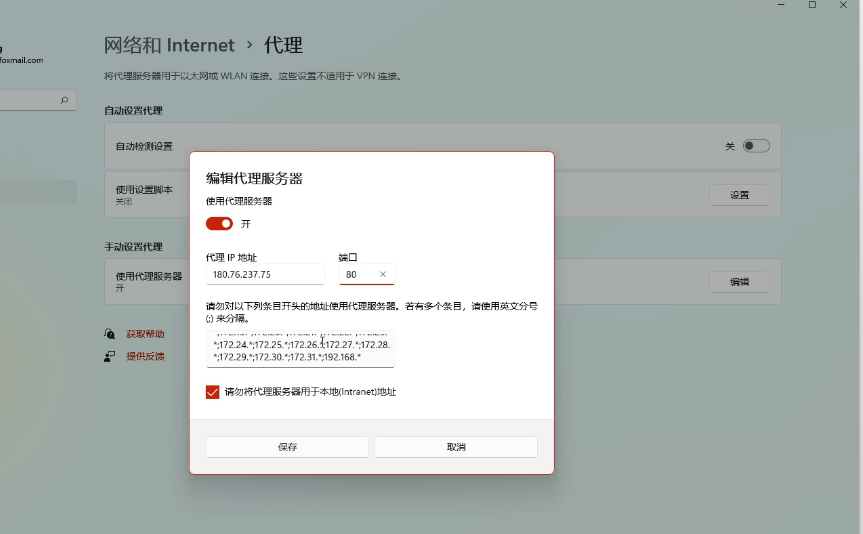 foxmail.com
网络和 Internet › 代理
将代理服务器用于以太网或 WLAN 连接。这些设置不适用于 VPN 连接。
自动设置代理
自动检测设置
关
使用设置脚本
关闭
设置
手动设置代理
使用代理服务器
开
编辑
获取帮助
提供反馈
编辑代理服务器
使用代理服务器
开
代理 IP 地址
端口
180.76.237.75
80
请勿对以下列条目开头的地址使用代理服务器。若有多个条目，请使用英文分号
(;) 来分隔。
*;172.24.*;172.25.*;172.26.*;172.27.*;172.28.
*;172.29.*;172.30.*;172.31.*;192.168.*
请勿将代理服务器用于本地(Intranet)地址
保存
取消